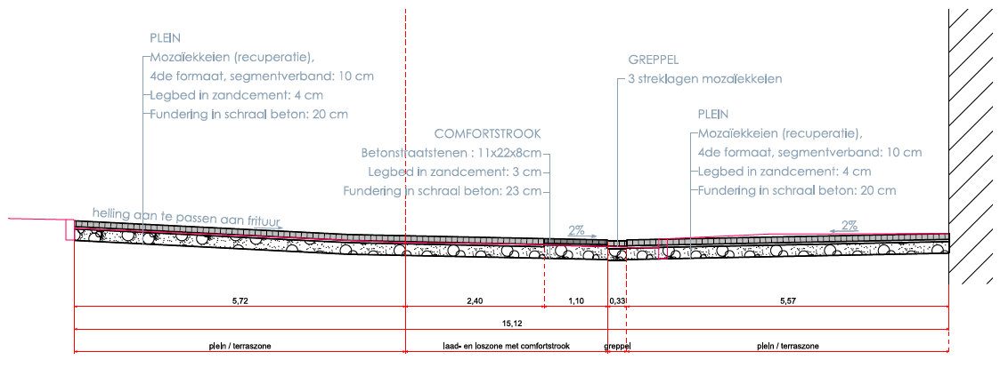 PLEIN
Mozaïekkeien (recuperatie),
4de formaat, segmentverband: 10 cm
Legbed in zandcement: 4 cm
Fundering in schraal beton: 20 cm
GREPPEL
3 streklagen mozaïekkeien
PLEIN
Mozaïekkeien (recuperatie),
4de formaat, segmentverband: 10 cm
Legbed in zandcement: 4 cm
Fundering in schraal beton: 20 cm
COMFORTSTROOK
Betonstraatstenen : 11x22x8cm
Legbed in zandcement: 3 cm
Fundering in schraal beton: 23 cm
helling aan te passen aan frituur
2%
2%
5,72 2,40 1,10 0,33 5,57
15,12
plein / terraszone laad- en loszone met comfortstrook greppel plein / terraszone